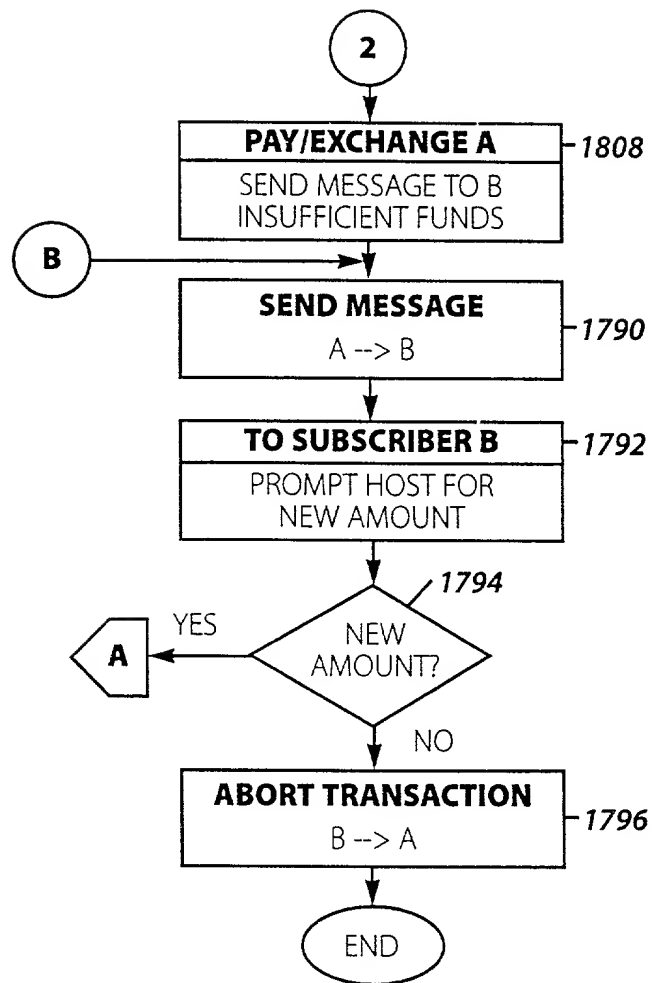 2
PAY/EXCHANGE A
1808
SEND MESSAGE TO B
INSUFFICIENT FUNDS
B
SEND MESSAGE
1790
A --> B
TO SUBSCRIBER B
1792
PROMPT HOST FOR
NEW AMOUNT
1794
YES
A
NEW
AMOUNT?
NO
ABORT TRANSACTION
1796
B --> A
END